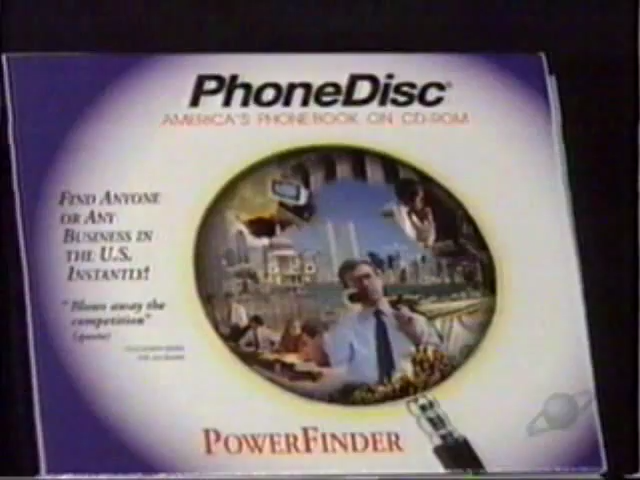 PhoneDisc®
AMERICA'S PHONEBOOK ON CD-ROM
FIND ANYONE
OR ANY
BUSINESS IN
THE U.S.
INSTANTLY!
"Blows away the
competition"
(quote)
POWERFINDER